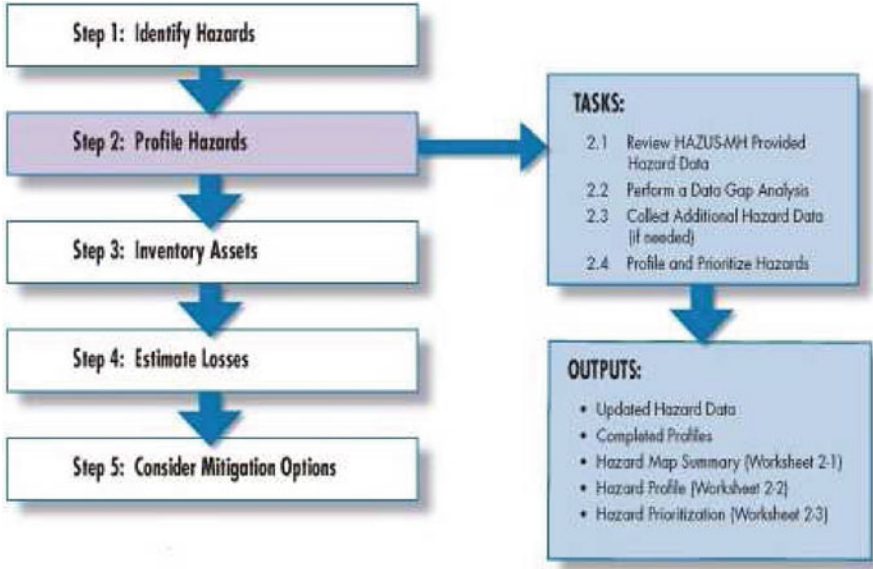 Step 1: Identify Hazards
Step 2: Profile Hazards
Step 3: Inventory Assets
Step 4: Estimate Losses
Step 5: Consider Mitigation Options
TASKS:
2.1 Review HAZUS-MH Provided
Hazard Data
2.2 Perform a Data Gap Analysis
2.3 Collect Additional Hazard Data
(if needed)
2.4 Profile and Prioritize Hazards
OUTPUTS:
• Updated Hazard Data
• Completed Profiles
• Hazard Map Summary (Worksheet 2-1)
• Hazard Profile (Worksheet 2-2)
• Hazard Prioritization (Worksheet 2-3)